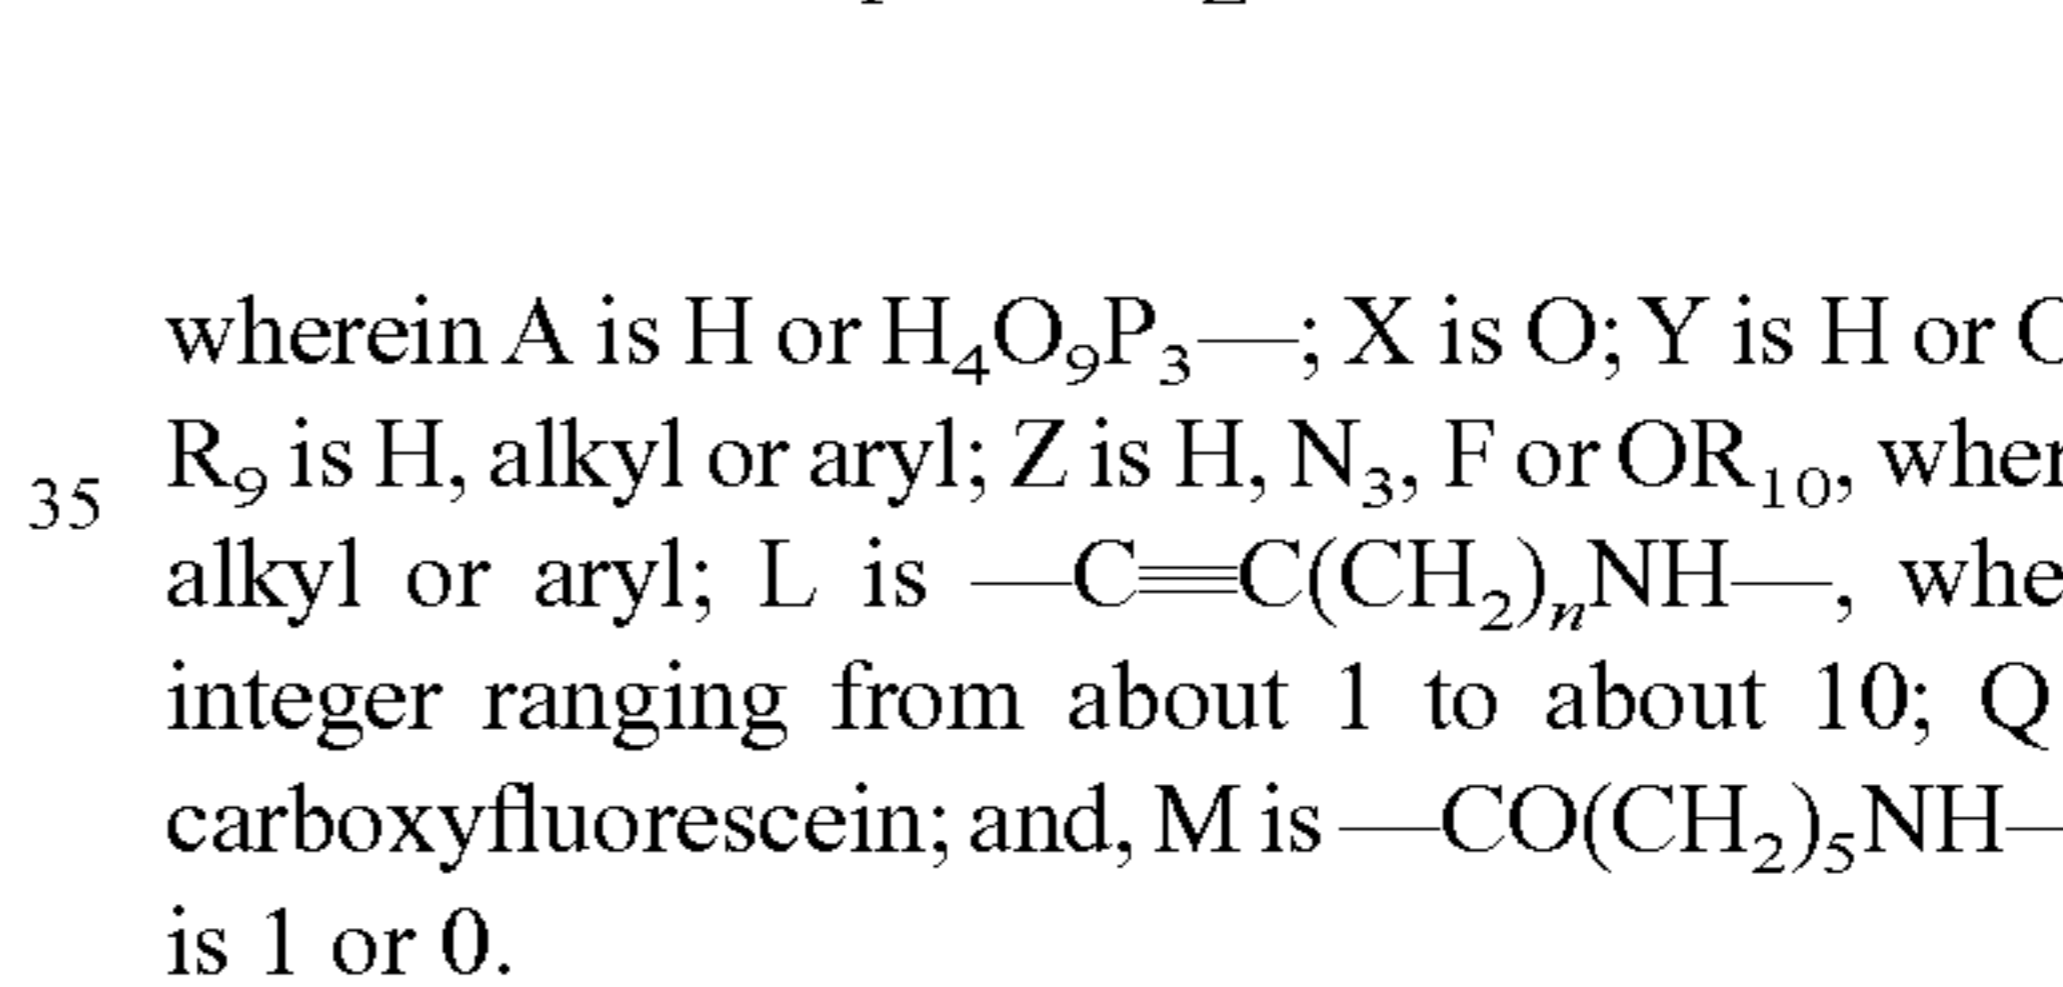 wherein A is H or H₄O₉P₃—; X is O; Y is H or
R₉ is H, alkyl or aryl; Z is H, N₃, F or OR₁₀,
35
alkyl or aryl; L is —C≡C(CH₂)ₙNH—,
integer ranging from about 1 to about 10; Q
carboxyfluorescein; and, M is —CO(CH₂)₅NH—
is 1 or 0.